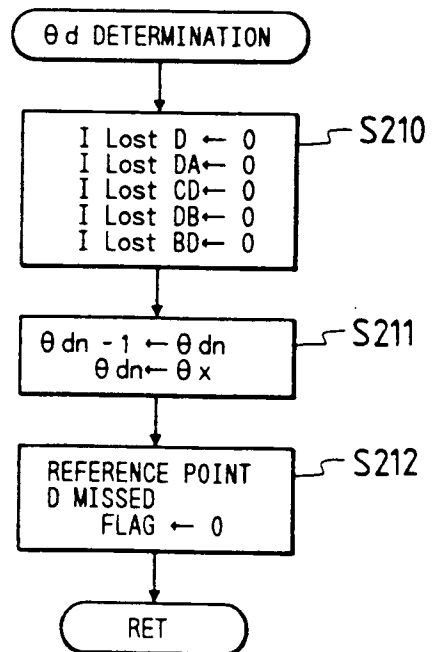 θd DETERMINATION
I Lost D ← 0
I Lost DA← 0
I Lost CD← 0
I Lost DB← 0
I Lost BD← 0
S210
θdn - 1 ← θdn
θdn← θx
S211
REFERENCE POINT
D MISSED
FLAG ← 0
S212
RET